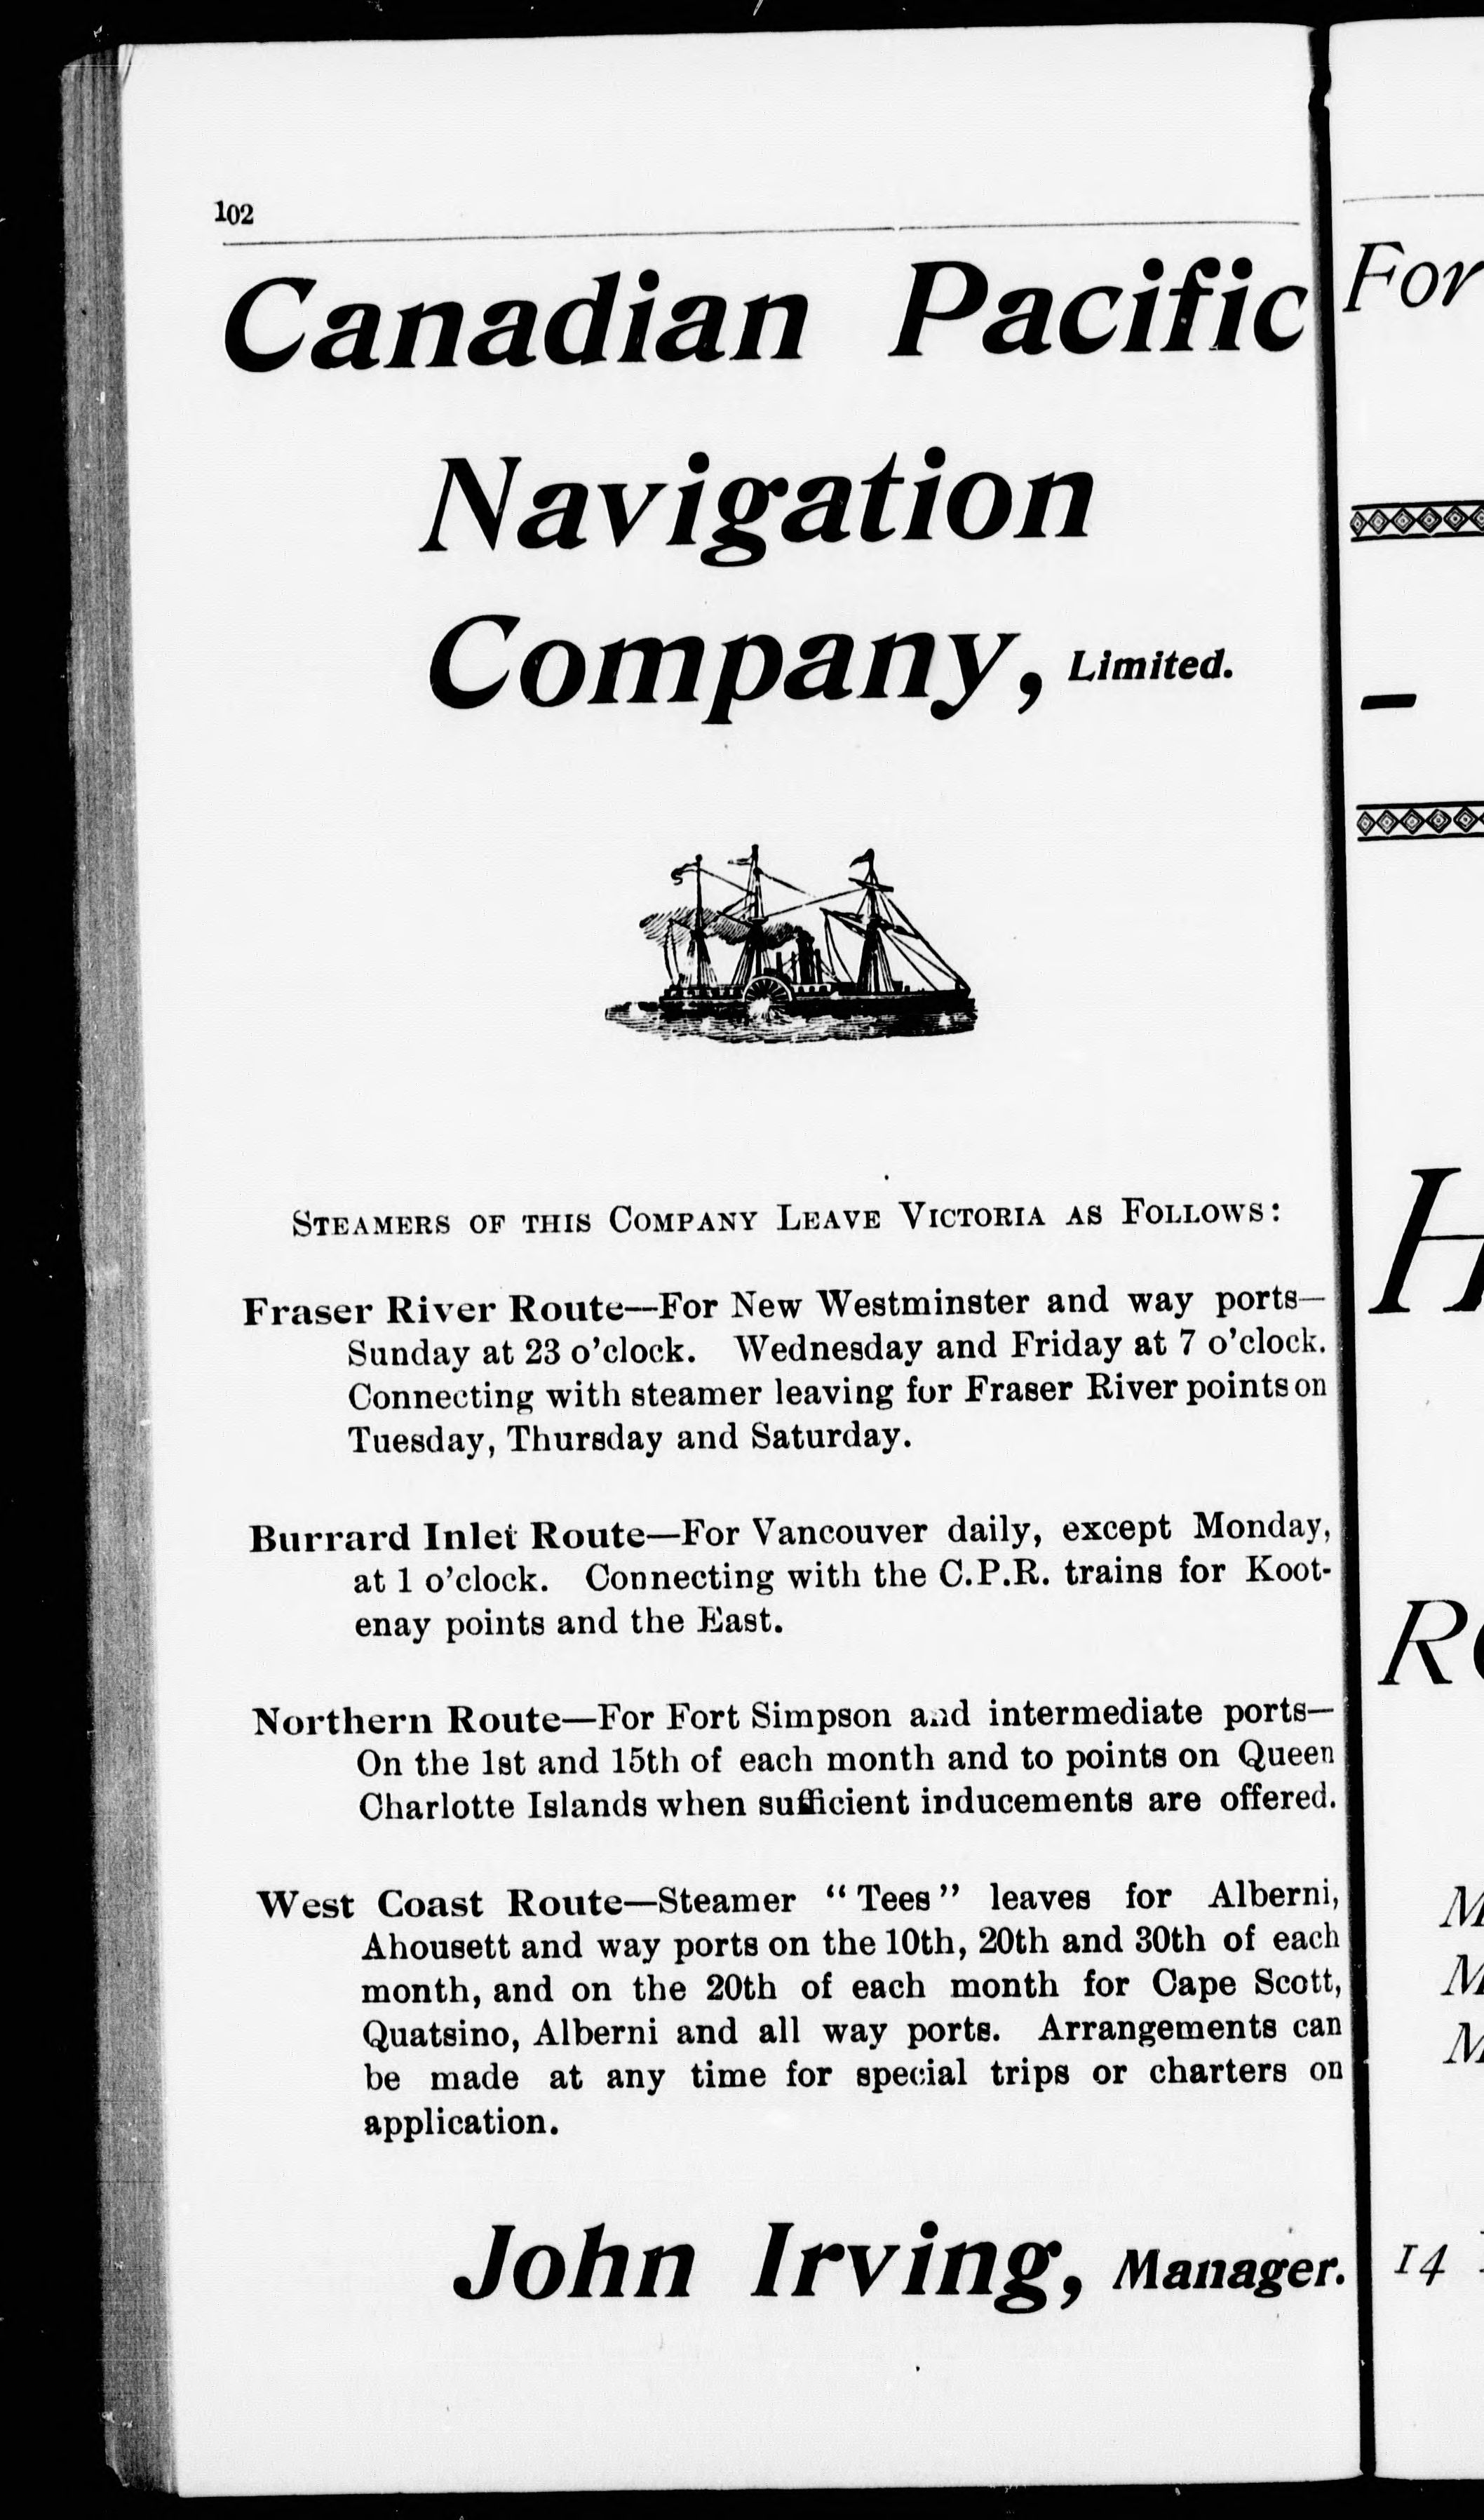 102
Canadian Pacific
Navigation
Company, Limited.
STEAMERS OF THIS COMPANY LEAVE VICTORIA AS FOLLOWS:
Fraser River Route—For New Westminster and way ports—
Sunday at 23 o'clock. Wednesday and Friday at 7 o'clock.
Connecting with steamer leaving for Fraser River points on
Tuesday, Thursday and Saturday.
Burrard Inlet Route—For Vancouver daily, except Monday,
at 1 o'clock. Connecting with the C.P.R. trains for Koot-
enay points and the East.
Northern Route—For Fort Simpson and intermediate ports—
On the 1st and 15th of each month and to points on Queen
Charlotte Islands when sufficient inducements are offered.
West Coast Route—Steamer "Tees" leaves for Alberni,
Ahousett and way ports on the 10th, 20th and 30th of each
month, and on the 20th of each month for Cape Scott,
Quatsino, Alberni and all way ports. Arrangements can
be made at any time for special trips or charters on
application.
John Irving, Manager.
For
14